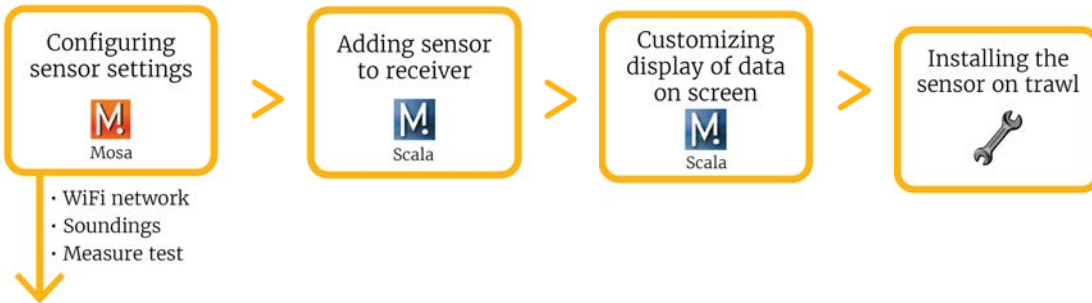 Configuring
sensor settings
M.
Mosa
Adding sensor
to receiver
M.
Scala
Customizing
display of data
on screen
M.
Scala
Installing the
sensor on trawl
· WiFi network
· Soundings
· Measure test